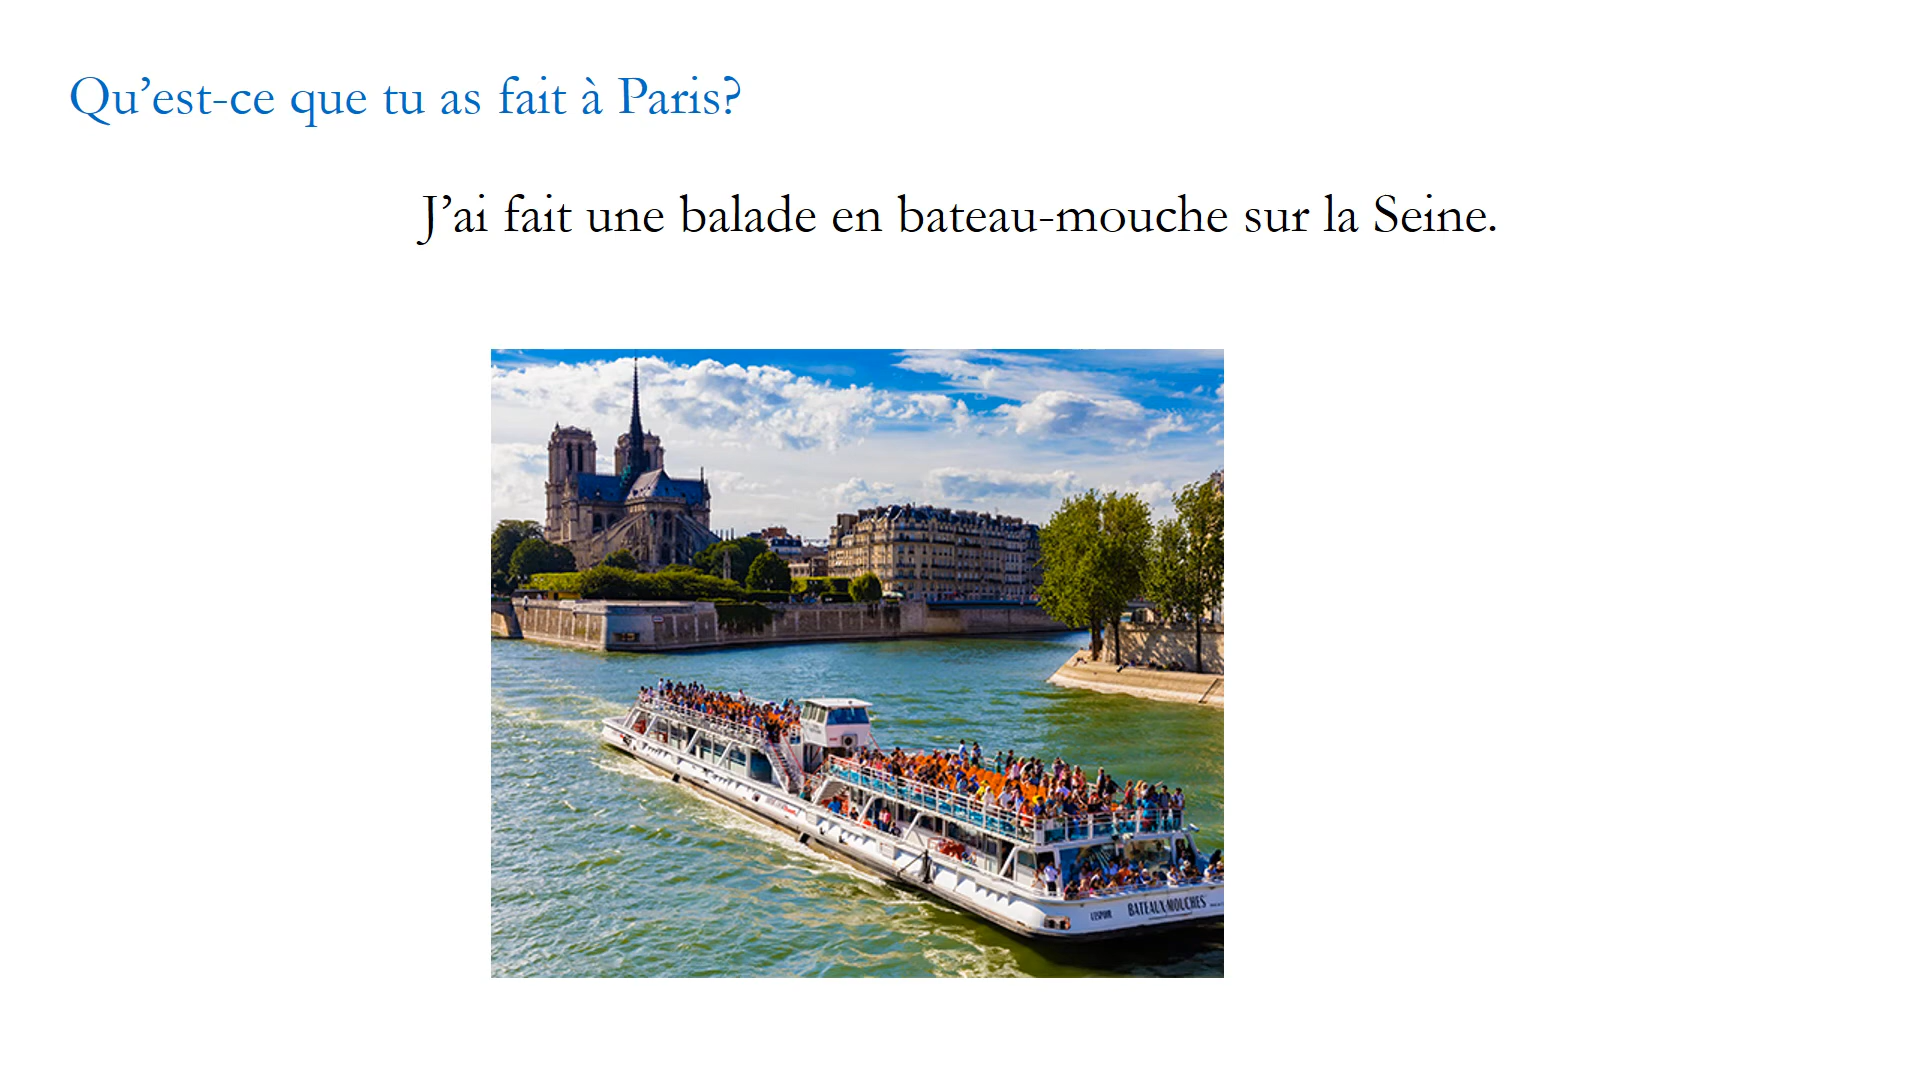 Qu’est-ce que tu as fait à Paris?
J’ai fait une balade en bateau-mouche sur la Seine.
BATEAUX-MOUCHES